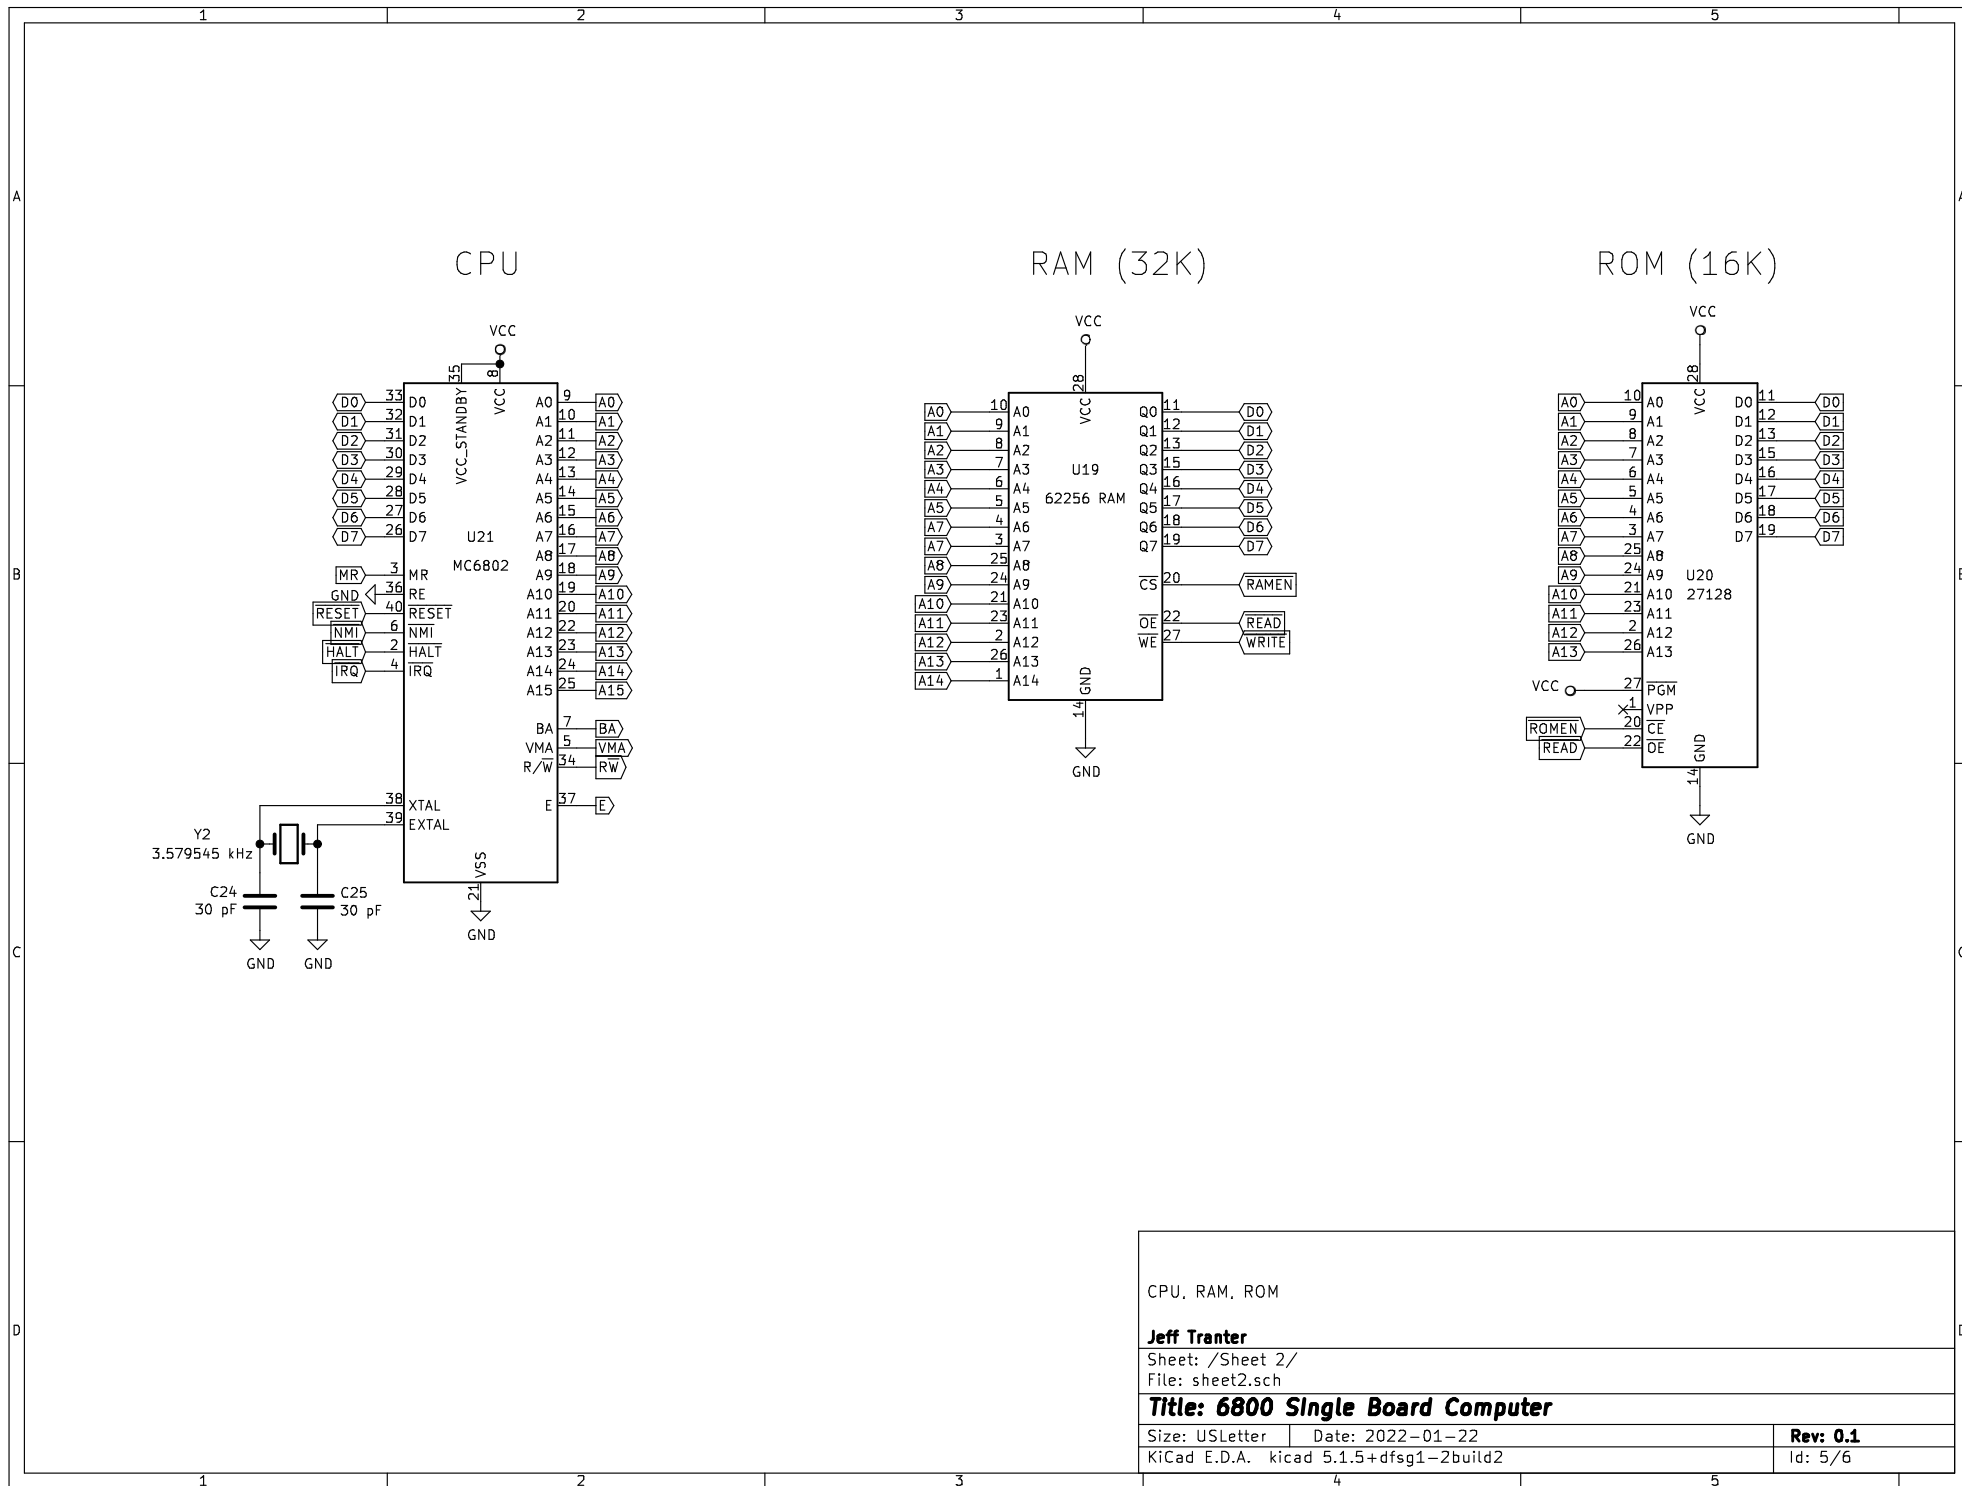 1 2 3 4 5
A A
CPU RAM (32K) ROM (16K)
VCC
35 8
VCC_STANDBY VCC
D0 33 D0 A0 9 A0
D1 32 D1 A1 10 A1
D2 31 D2 A2 11 A2
D3 30 D3 A3 12 A3
D4 29 D4 A4 13 A4
D5 28 D5 A5 14 A5
D6 27 D6 A6 15 A6
D7 26 D7 U21 A7 16 A7
A8 17 A8
MC6802
MR 3 MR A9 18 A9
GND 36 RE A10 19 A10
RESET 40 RESET A11 20 A11
NMI 6 NMI A12 22 A12
HALT 2 HALT A13 23 A13
IRQ 4 IRQ A14 24 A14
A15 25 A15
BA 7 BA
VMA 5 VMA
R/W 34 RW
38 XTAL E 37 E
39 EXTAL
Y2
3.579545 kHz
C24 C25
30 pF 30 pF
VSS
21
GND
GND GND
VCC
28
VCC
A0 10 A0 Q0 11 D0
A1 9 A1 Q1 12 D1
A2 8 A2 Q2 13 D2
A3 7 A3 U19 Q3 15 D3
A4 6 A4 Q4 16 D4
62256 RAM
A5 5 A5 Q5 17 D5
A7 4 A6 Q6 18 D6
A7 3 A7 Q7 19 D7
A8 25 A8
A9 24 A9 CS 20 RAMEN
A10 21 A10
A11 23 A11 OE 22 READ
A12 2 A12 WE 27 WRITE
A13 26 A13
A14 1 A14
GND
14
GND
VCC
28
VCC
A0 10 A0 D0 11 D0
A1 9 A1 D1 12 D1
A2 8 A2 D2 13 D2
A3 7 A3 D3 15 D3
A4 6 A4 D4 16 D4
A5 5 A5 D5 17 D5
A6 4 A6 D6 18 D6
A7 3 A7 D7 19 D7
A8 25 A8
A9 24 A9 U20
A10 21 A10 27128
A11 23 A11
A12 2 A12
A13 26 A13
VCC 27 PGM
1 VPP
ROMEN 20 CE
READ 22 OE
GND
14
GND
B
C
D
CPU, RAM, ROM
Jeff Tranter
Sheet: /Sheet 2/
File: sheet2.sch
Title: 6800 Single Board Computer
Size: USLetter Date: 2022-01-22 Rev: 0.1
KiCad E.D.A. kicad 5.1.5+dfsg1-2build2 Id: 5/6
1 2 3 4 5